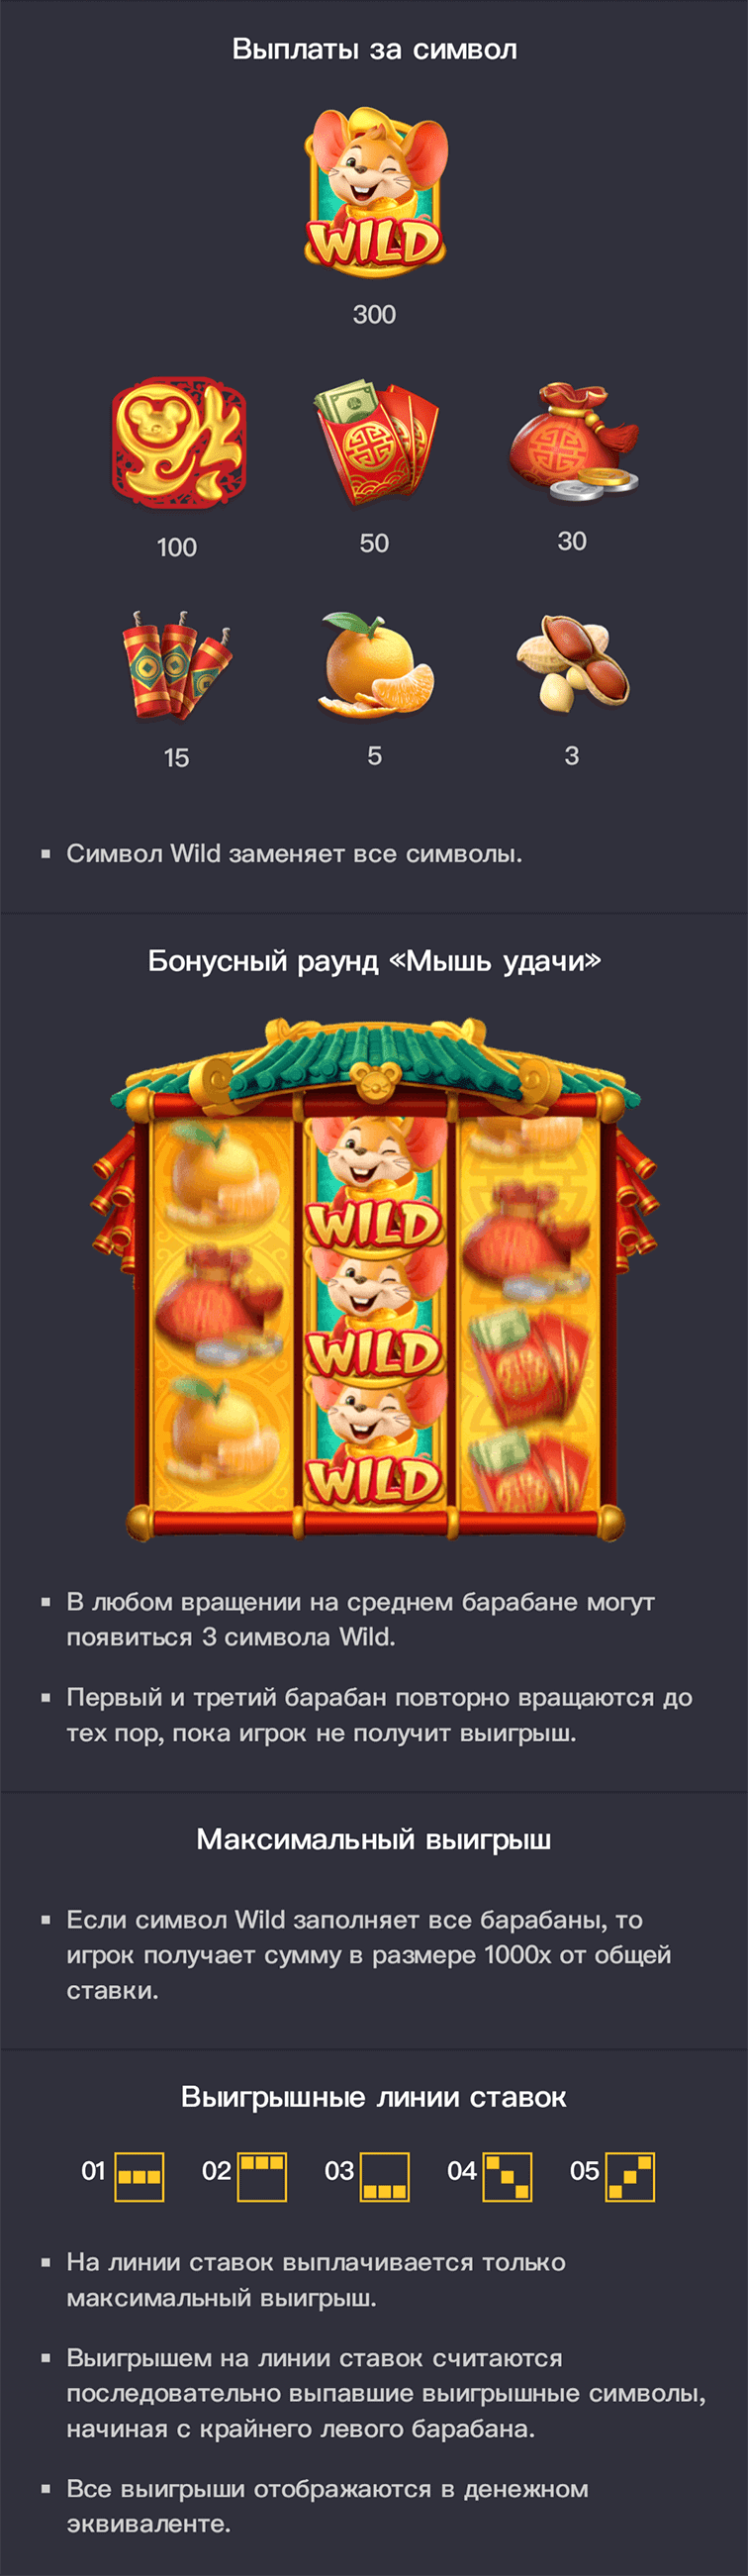 Выплаты за символ
WILD
300
100
50
30
15
5
3
▪ Символ Wild заменяет все символы.
Бонусный раунд «Мышь удачи»
WILD
WILD
WILD
▪ В любом вращении на среднем барабане могут
появиться 3 символа Wild.
▪ Первый и третий барабан повторно вращаются до
тех пор, пока игрок не получит выигрыш.
Максимальный выигрыш
▪ Если символ Wild заполняет все барабаны, то
игрок получает сумму в размере 1000x от общей
ставки.
Выигрышные линии ставок
01 02 03 04 05
▪ На линии ставок выплачивается только
максимальный выигрыш.
▪ Выигрышем на линии ставок считаются
последовательно выпавшие выигрышные символы,
начиная с крайнего левого барабана.
▪ Все выигрыши отображаются в денежном
эквиваленте.